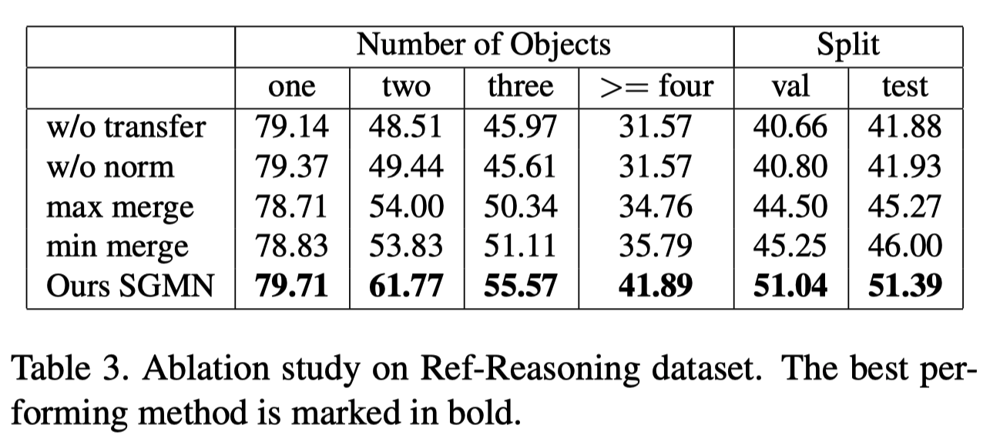 Number of Objects Split
one two three >= four val test
w/o transfer 79.14 48.51 45.97 31.57 40.66 41.88
w/o norm 79.37 49.44 45.61 31.57 40.80 41.93
max merge 78.71 54.00 50.34 34.76 44.50 45.27
min merge 78.83 53.83 51.11 35.79 45.25 46.00
Ours SGMN 79.71 61.77 55.57 41.89 51.04 51.39
Table 3. Ablation study on Ref-Reasoning dataset. The best per-
forming method is marked in bold.